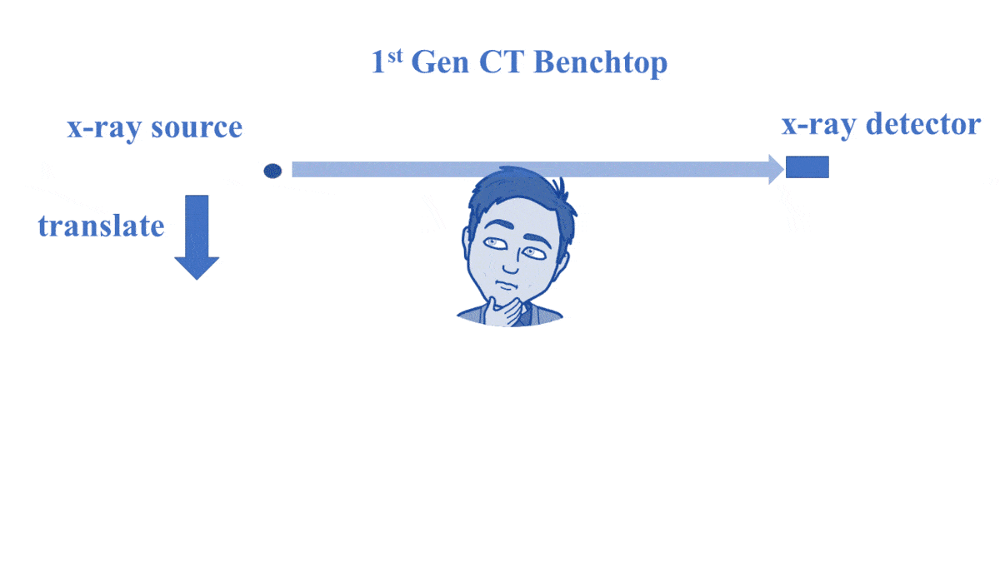 1st Gen CT Benchtop
x-ray source
x-ray detector
translate